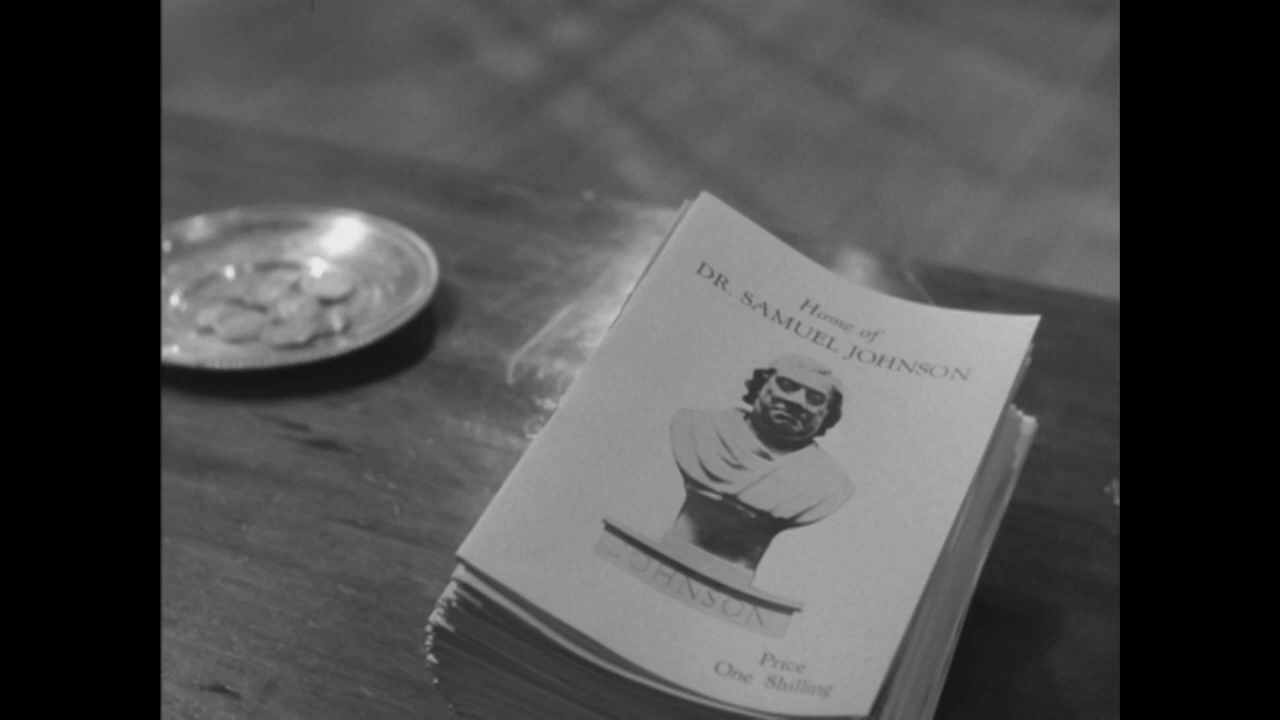 Home of
DR. SAMUEL JOHNSON
JOHNSON
Price
One Shilling